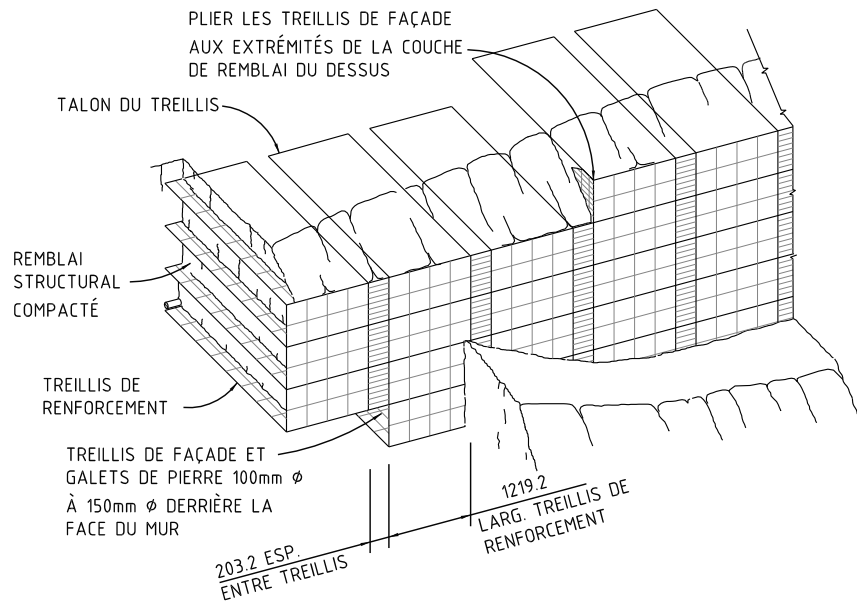 PLIER LES TREILLIS DE FAÇADE
AUX EXTRÉMITÉS DE LA COUCHE
DE REMBLAI DU DESSUS
TALON DU TREILLIS
REMBLAI
STRUCTURAL
COMPACTÉ
TREILLIS DE
RENFORCEMENT
TREILLIS DE FAÇADE ET
GALETS DE PIERRE 100mm Ø
À 150mm Ø DERRIÈRE LA
FACE DU MUR
203.2 ESP.
ENTRE TREILLIS
1219.2
LARG. TREILLIS DE
RENFORCEMENT